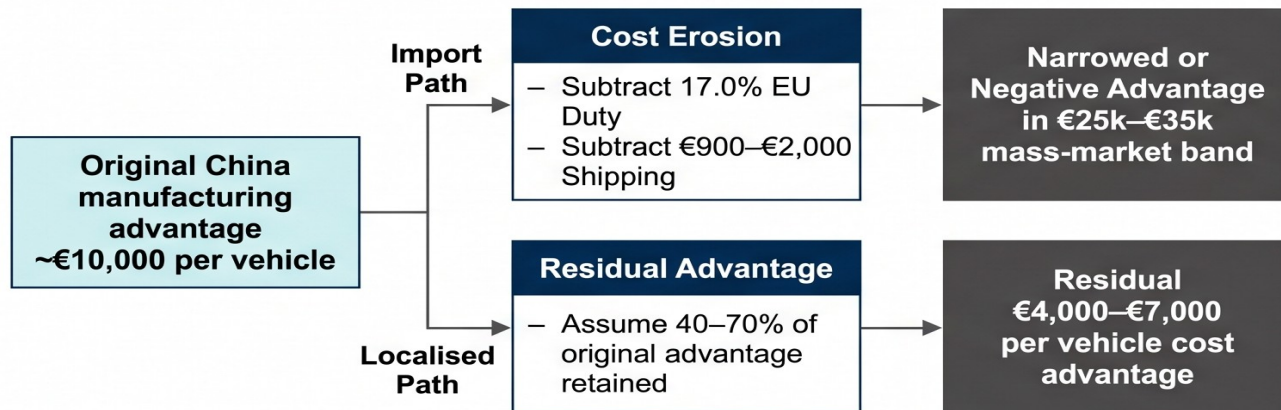 Original China
manufacturing
advantage
~€10,000 per vehicle
Import
Path
Cost Erosion
– Subtract 17.0% EU
Duty
– Subtract €900–€2,000
Shipping
Narrowed or
Negative Advantage
in €25k–€35k
mass-market band
Localised
Path
Residual Advantage
– Assume 40–70% of
original advantage
retained
Residual
€4,000–€7,000
per vehicle cost
advantage